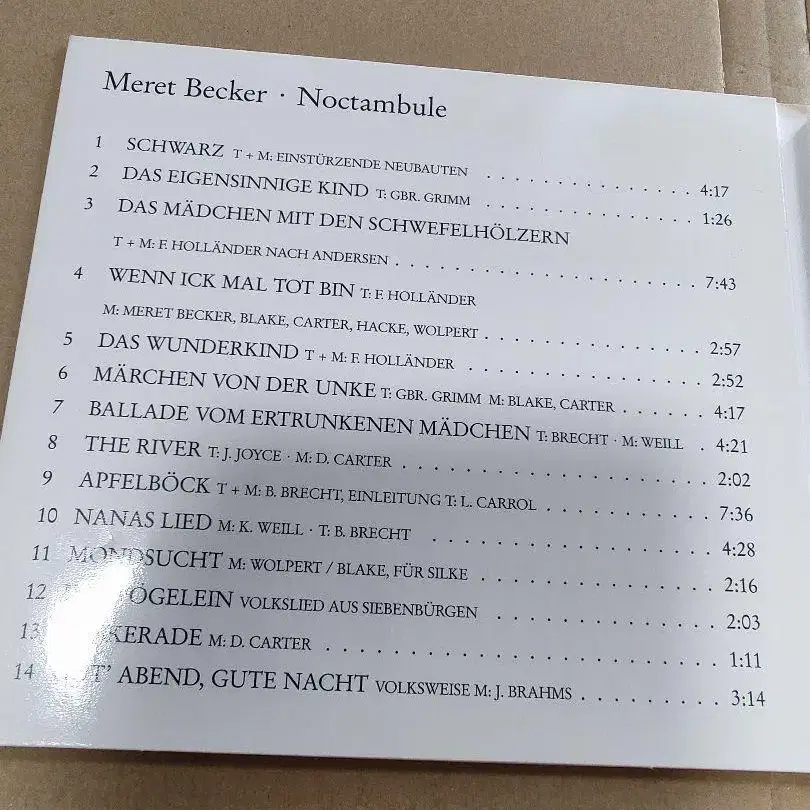 Meret Becker · Noctambule
1 SCHWARZ T + M: EINSTÜRZENDE NEUBAUTEN . . . . . . . . . . . . . . . 4:17
2 DAS EIGENSINNIGE KIND T: GBR. GRIMM . . . . . . . . . . . . . . . 1:26
3 DAS MÄDCHEN MIT DEN SCHWEFELHÖLZERN
T + M: F. HOLLÄNDER NACH ANDERSEN . . . . . . . . . . . . . . . . . . . . . 7:43
4 WENN ICK MAL TOT BIN T: F. HOLLÄNDER
M: MERET BECKER, BLAKE, CARTER, HACKE, WOLPERT . . . . . . . . . . . . . . . 2:57
5 DAS WUNDERKIND T + M: F. HOLLÄNDER . . . . . . . . . . . . . . . . . 2:52
6 MÄRCHEN VON DER UNKE T: GBR. GRIMM M: BLAKE, CARTER . . . . . . 4:17
7 BALLADE VOM ERTRUNKENEN MÄDCHEN T: BRECHT · M: WEILL . 4:21
8 THE RIVER T: J. JOYCE · M: D. CARTER . . . . . . . . . . . . . . . . . . . . . 2:02
9 APFELBÖCK T + M: B. BRECHT, EINLEITUNG T: L. CARROL . . . . . . . . . . . 7:36
10 NANAS LIED M: K. WEILL · T: B. BRECHT . . . . . . . . . . . . . . . . . . . . 4:28
11 MONDSUCHT M: WOLPERT / BLAKE, FÜR SILKE . . . . . . . . . . . . . . . . . 2:16
12 VOLKSLIED AUS SIEBENBÜRGEN . . . . . . . . . . . . . . . . 2:03
13 M: D. CARTER . . . . . . . . . . . . . . . . . . . . . . . . . . . 1:11
14 ABEND, GUTE NACHT VOLKSWEISE M: J. BRAHMS . . . . . . . . . . 3:14